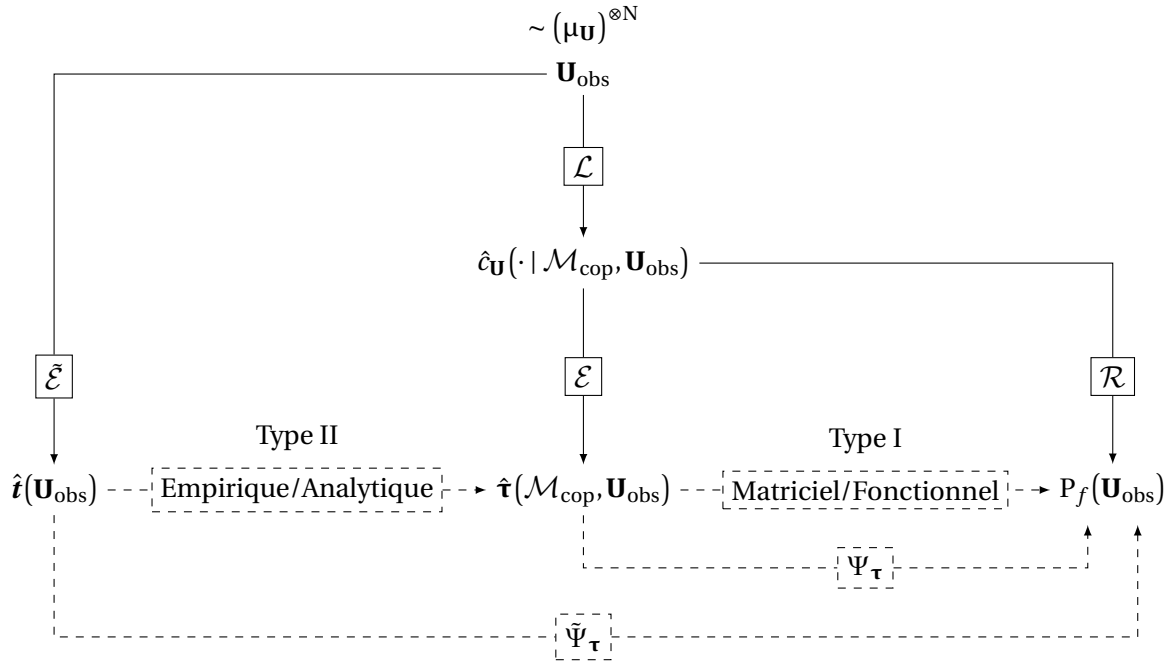 ∼ (μ_𝐔)^{⊗N}
𝐔_obs
ℒ
ĉ_𝐔(· | ℳ_cop, 𝐔_obs)
ℰ̃
ℰ
ℛ
Type II
Type I
𝒕̂(𝐔_obs)
Empirique/Analytique
𝛕̂(ℳ_cop, 𝐔_obs)
Matriciel/Fonctionnel
P_f(𝐔_obs)
Ψ_𝛕
Ψ̃_𝛕